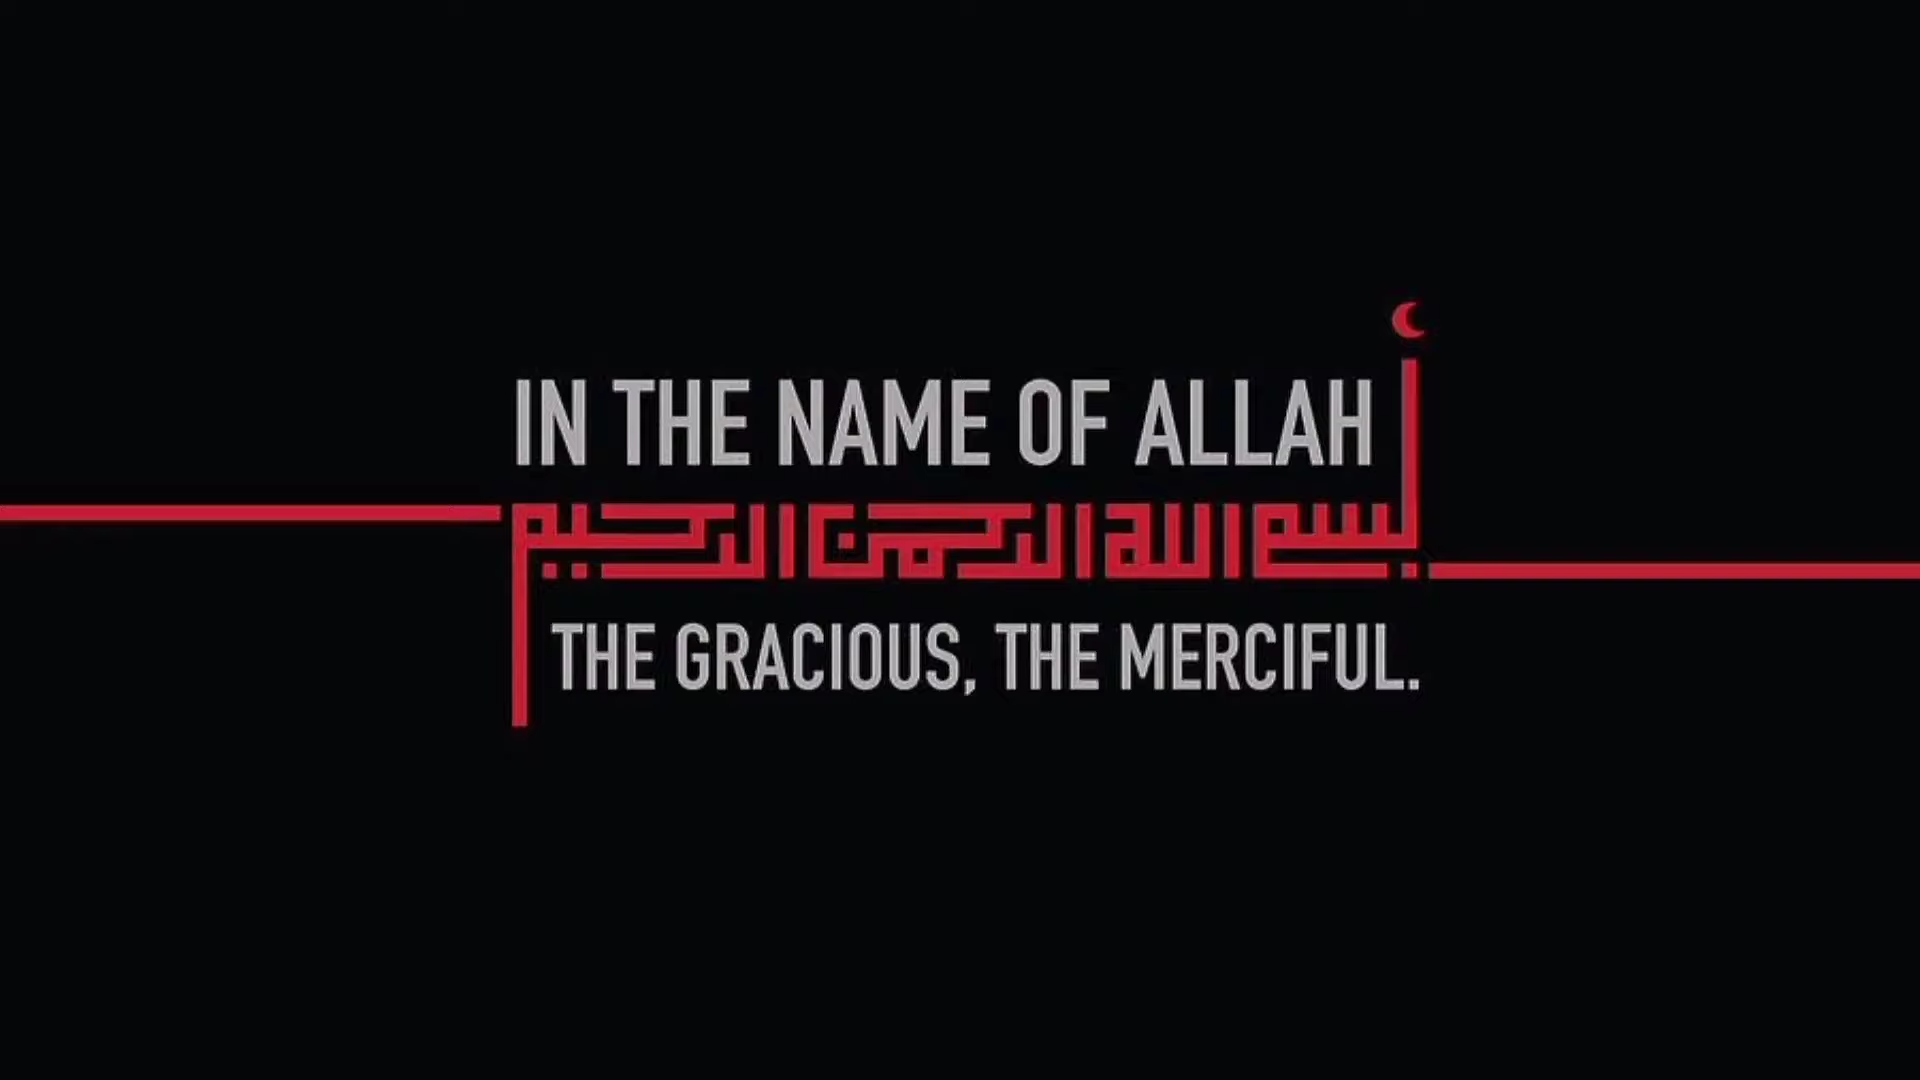 IN THE NAME OF ALLAH
بسم الله الرحمن الرحيم
THE GRACIOUS, THE MERCIFUL.